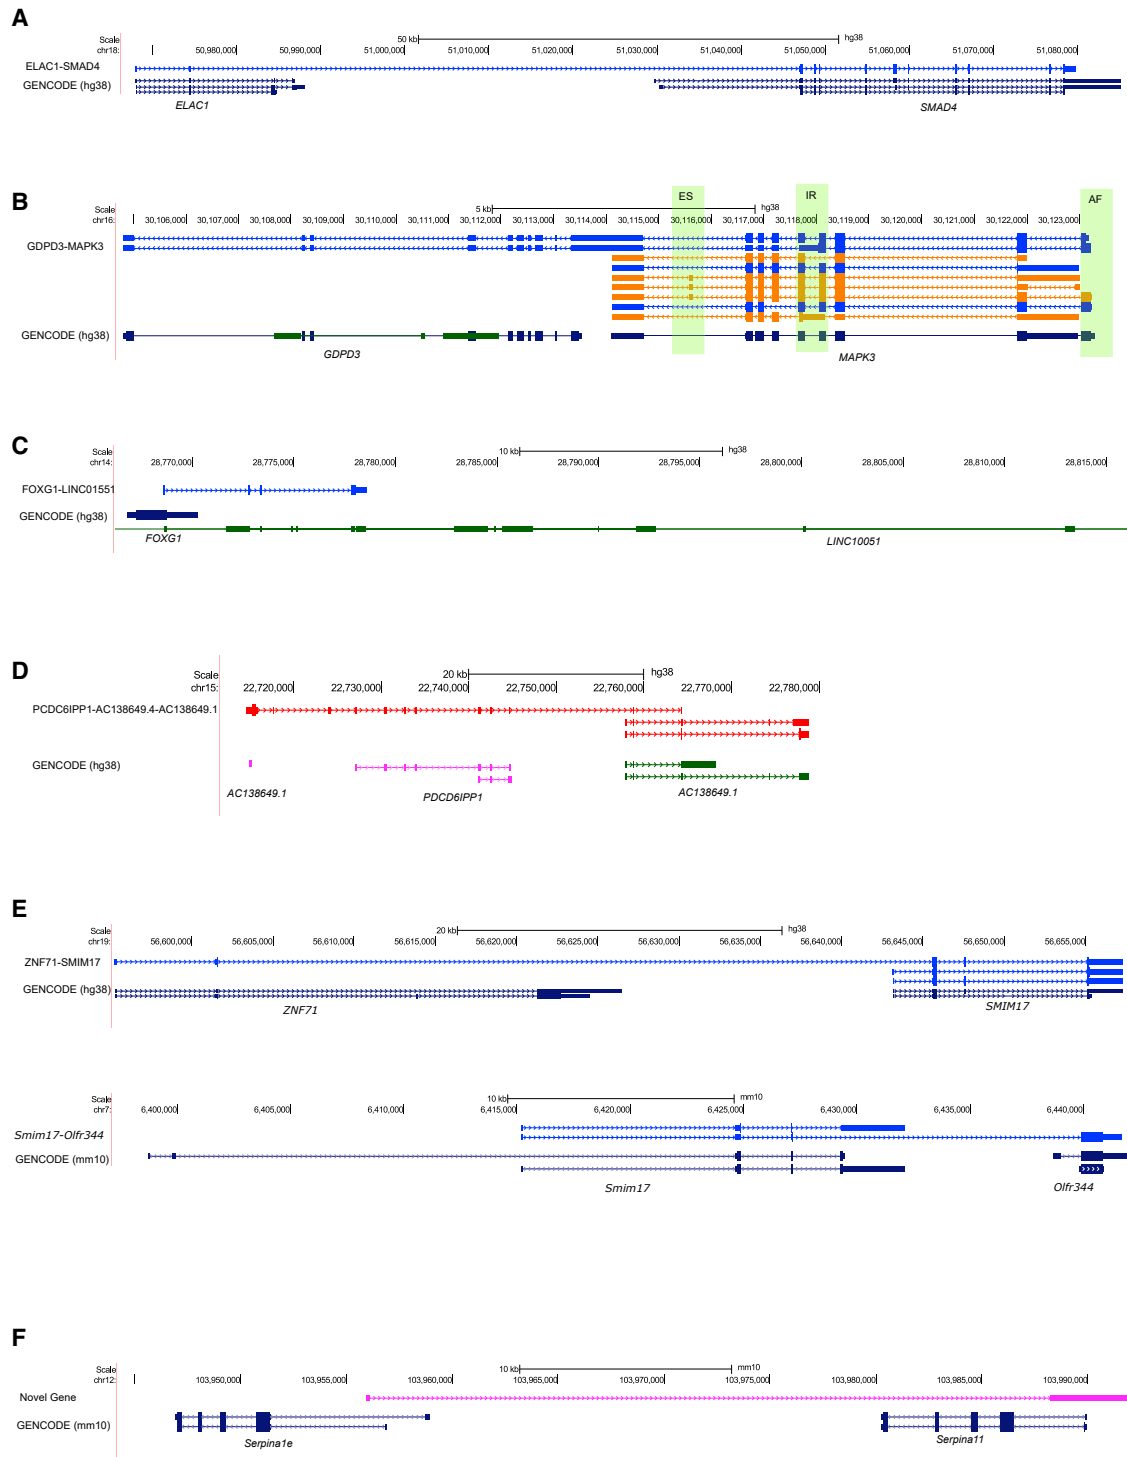 A
Scale 50 kb hg38
chr18: 50,980,000 50,990,000 51,000,000 51,010,000 51,020,000 51,030,000 51,040,000 51,050,000 51,060,000 51,070,000 51,080,000
ELAC1-SMAD4
GENCODE (hg38)
ELAC1 SMAD4
B
ES IR AF
Scale 5 kb hg38
chr16: 30,106,000 30,107,000 30,108,000 30,109,000 30,110,000 30,111,000 30,112,000 30,113,000 30,114,000 30,115,000 30,116,000 30,117,000 30,118,000 30,119,000 30,120,000 30,121,000 30,122,000 30,123,000
GDPD3-MAPK3
GENCODE (hg38)
GDPD3 MAPK3
C
Scale 10 kb hg38
chr14: 28,770,000 28,775,000 28,780,000 28,785,000 28,790,000 28,795,000 28,800,000 28,805,000 28,810,000 28,815,000
FOXG1-LINC01551
GENCODE (hg38)
FOXG1 LINC10051
D
Scale 20 kb hg38
chr15: 22,720,000 22,730,000 22,740,000 22,750,000 22,760,000 22,770,000 22,780,000
PCDC6IPP1-AC138649.4-AC138649.1
GENCODE (hg38)
AC138649.1 PDCD6IPP1 AC138649.1
E
Scale 20 kb hg38
chr19: 56,600,000 56,605,000 56,610,000 56,615,000 56,620,000 56,625,000 56,630,000 56,635,000 56,640,000 56,645,000 56,650,000 56,655,000
ZNF71-SMIM17
GENCODE (hg38)
ZNF71 SMIM17
Scale 10 kb mm10
chr7: 6,400,000 6,405,000 6,410,000 6,415,000 6,420,000 6,425,000 6,430,000 6,435,000 6,440,000
Smim17-Olfr344
GENCODE (mm10)
Smim17 Olfr344
F
Scale 10 kb mm10
chr12: 103,950,000 103,955,000 103,960,000 103,965,000 103,970,000 103,975,000 103,980,000 103,985,000 103,990,000
Novel Gene
GENCODE (mm10)
Serpina1e Serpina11